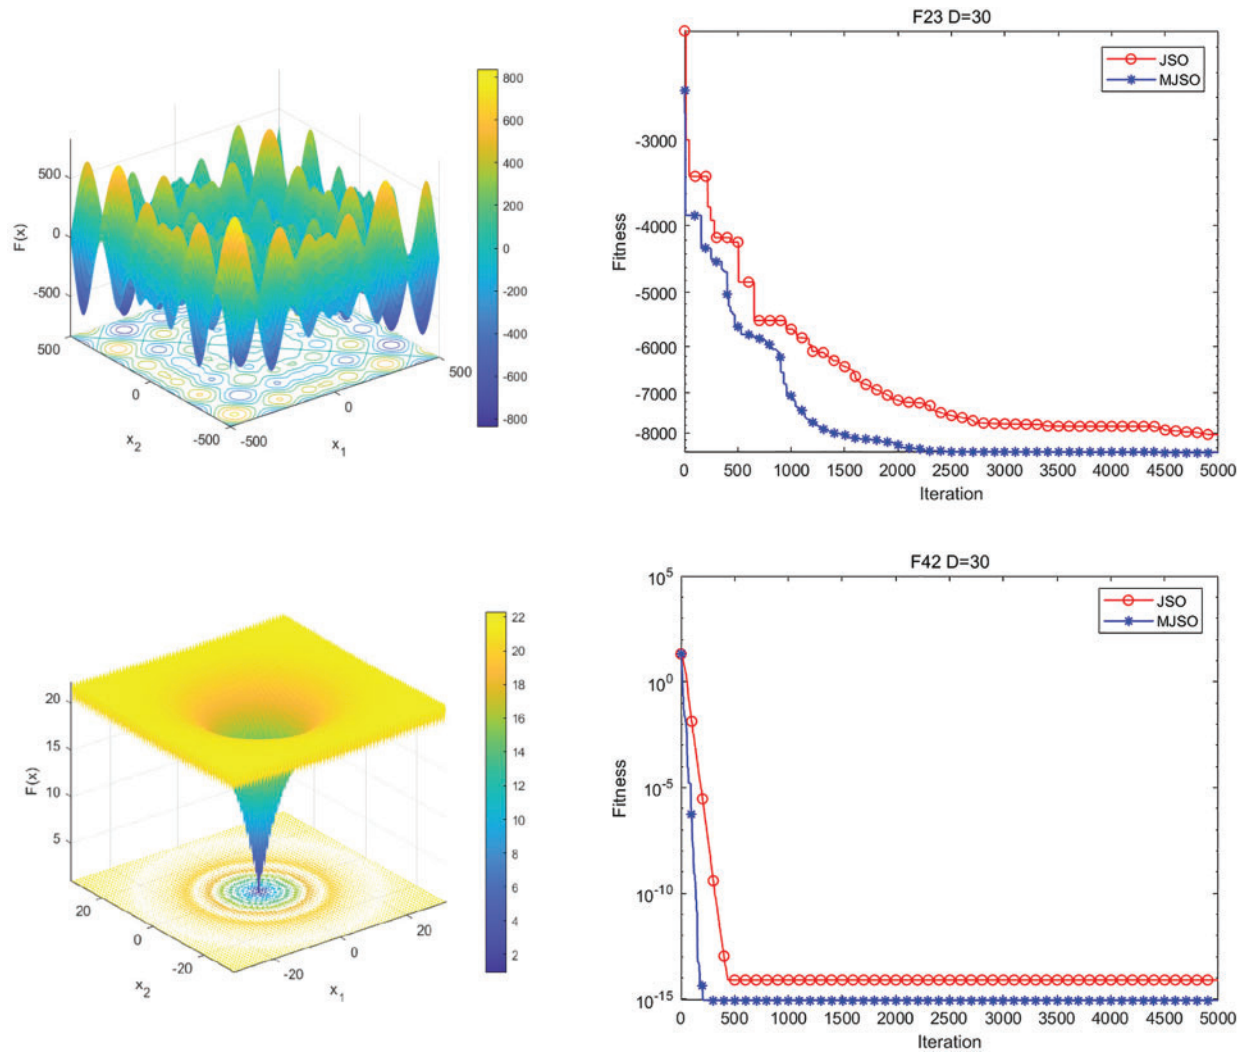 F23 D=30
JSO
MJSO
800
600
400
200
0
-200
-400
-600
-800
500
0
-500
F(x)
500
0
-500
x2
-500
0
500
x1
-3000
-4000
-5000
-6000
-7000
-8000
Fitness
0 500 1000 1500 2000 2500 3000 3500 4000 4500 5000
Iteration
F42 D=30
JSO
MJSO
22
20
18
16
14
12
10
8
6
4
2
20
15
10
5
F(x)
20
0
-20
x2
-20
0
20
x1
10^5
10^0
10^-5
10^-10
10^-15
Fitness
0 500 1000 1500 2000 2500 3000 3500 4000 4500 5000
Iteration